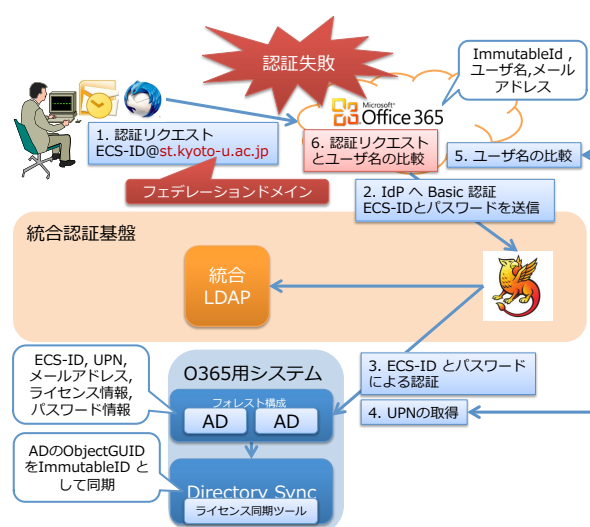 認証失敗
ImmutableId ,
ユーザ名,メール
アドレス
Microsoft®
Office 365
1. 認証リクエスト
ECS-ID@st.kyoto-u.ac.jp
6. 認証リクエスト
とユーザ名の比較
5. ユーザ名の比較
フェデレーションドメイン
2. IdP へ Basic 認証
ECS-IDとパスワードを送信
統合認証基盤
統合
LDAP
ECS-ID, UPN,
メールアドレス,
ライセンス情報,
パスワード情報
O365用システム
3. ECS-ID とパスワード
による認証
フォレスト構成
AD
AD
4. UPNの取得
ADのObjectGUID
をImmutableID と
して同期
Directory Sync
ライセンス同期ツール